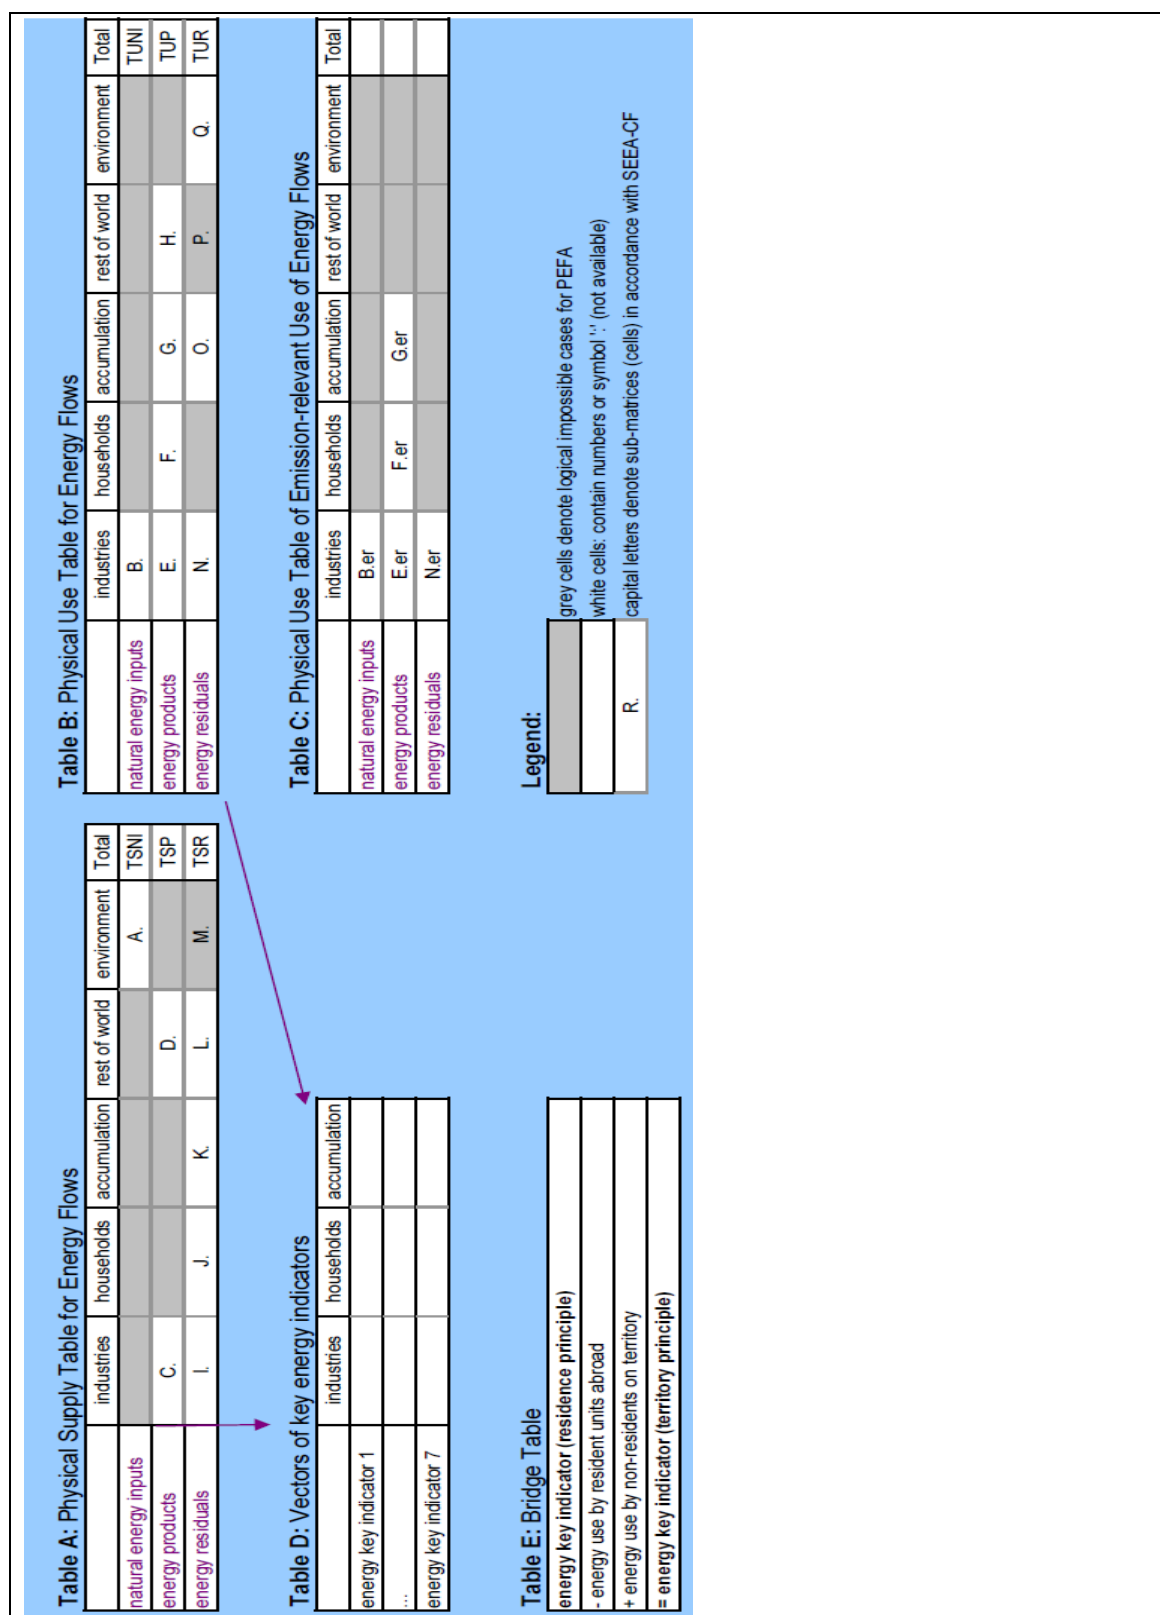 Table A: Physical Supply Table for Energy Flows
industries households accumulation rest of world environment Total
natural energy inputs A. TSNI
energy products C. D. TSP
energy residuals I. J. K. L. M. TSR
Table B: Physical Use Table for Energy Flows
industries households accumulation rest of world environment Total
natural energy inputs B. TUNI
energy products E. F. G. H. TUP
energy residuals N. O. P. Q. TUR
Table D: Vectors of key energy indicators
industries households accumulation
energy key indicator 1
...
energy key indicator 7
Table C: Physical Use Table of Emission-relevant Use of Energy Flows
industries households accumulation rest of world environment Total
natural energy inputs B.er
energy products E.er F.er G.er
energy residuals N.er
Table E: Bridge Table
energy key indicator (residence principle)
- energy use by resident units abroad
+ energy use by non-residents on territory
= energy key indicator (territory principle)
Legend:
grey cells denote logical impossible cases for PEFA
white cells: contain numbers or symbol ':' (not available)
R. capital letters denote sub-matrices (cells) in accordance with SEEA-CF